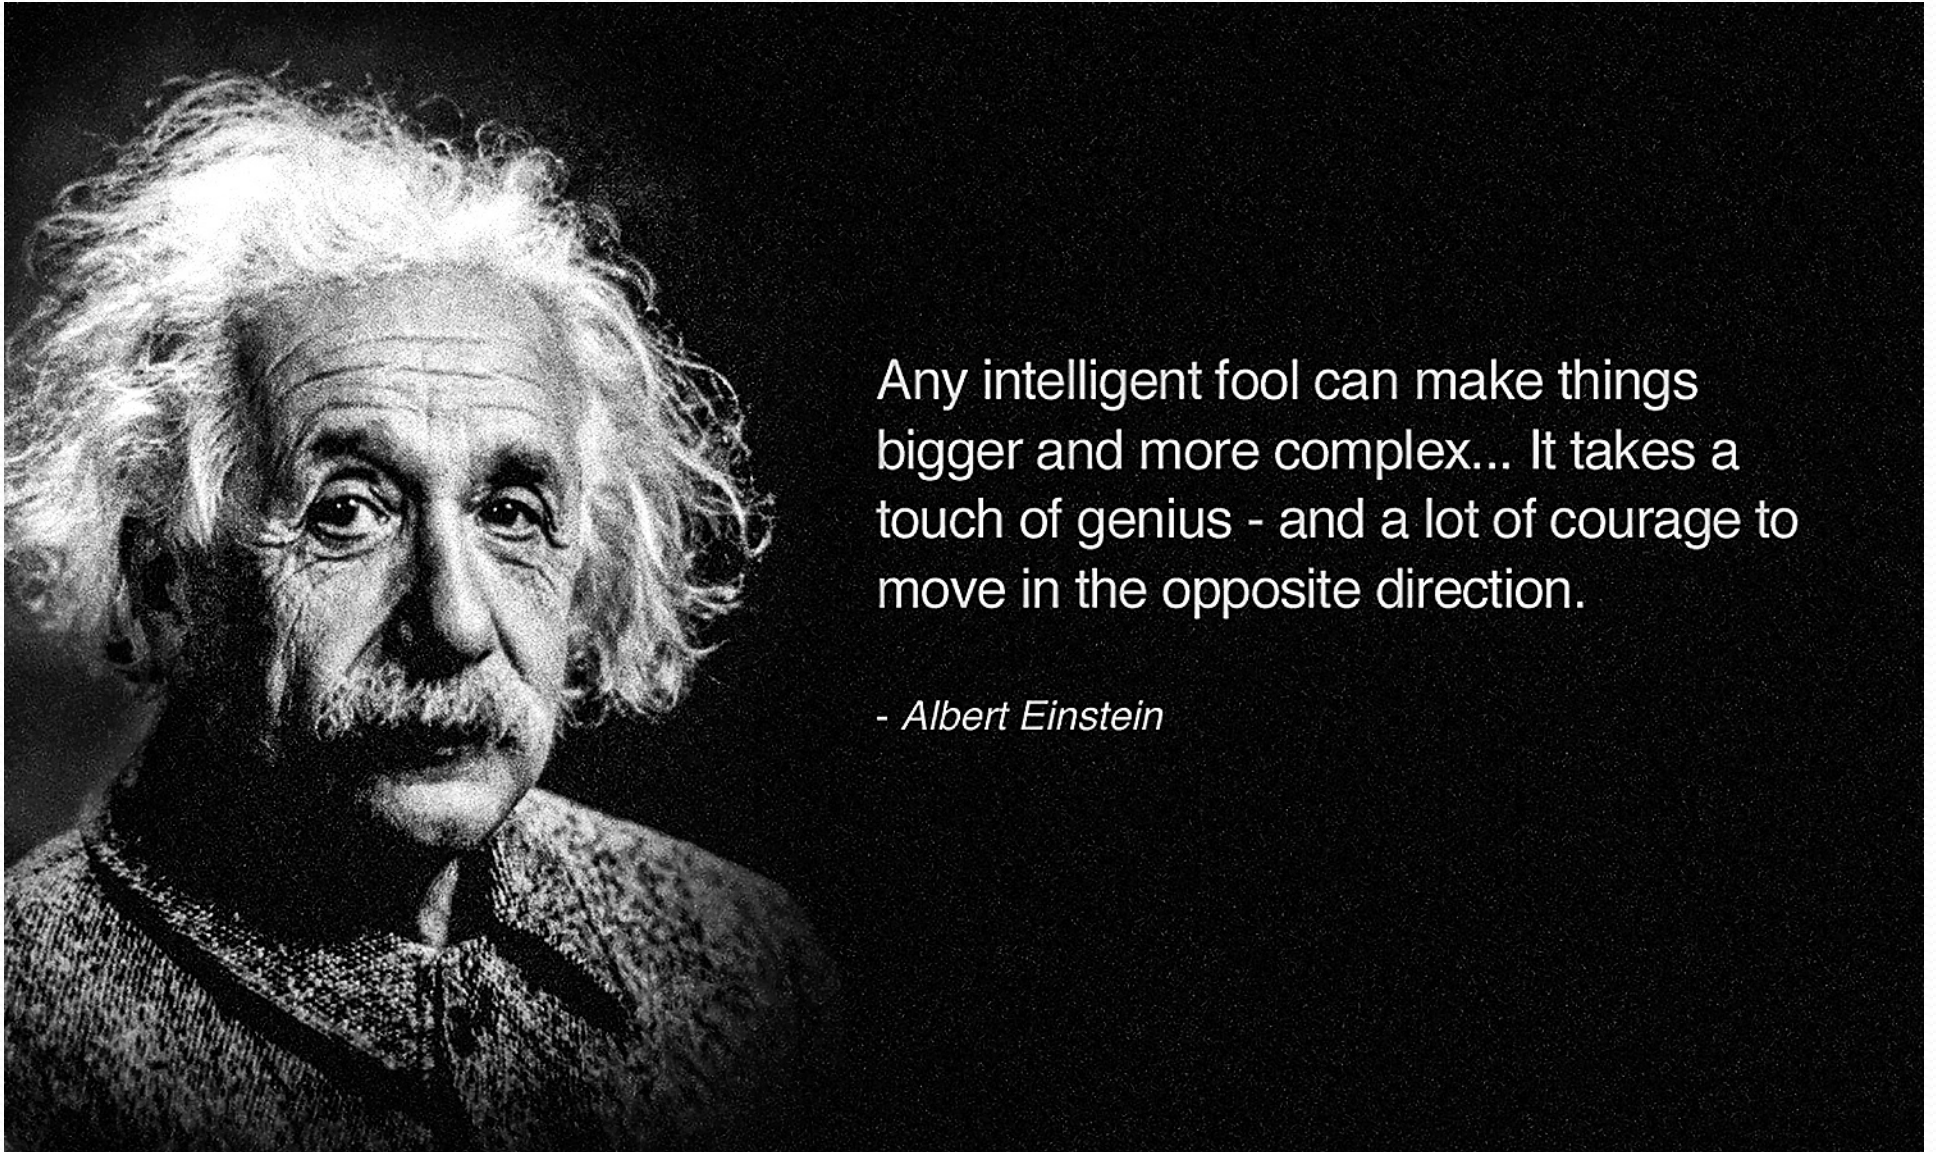 Any intelligent fool can make things
bigger and more complex... It takes a
touch of genius - and a lot of courage to
move in the opposite direction.
- Albert Einstein